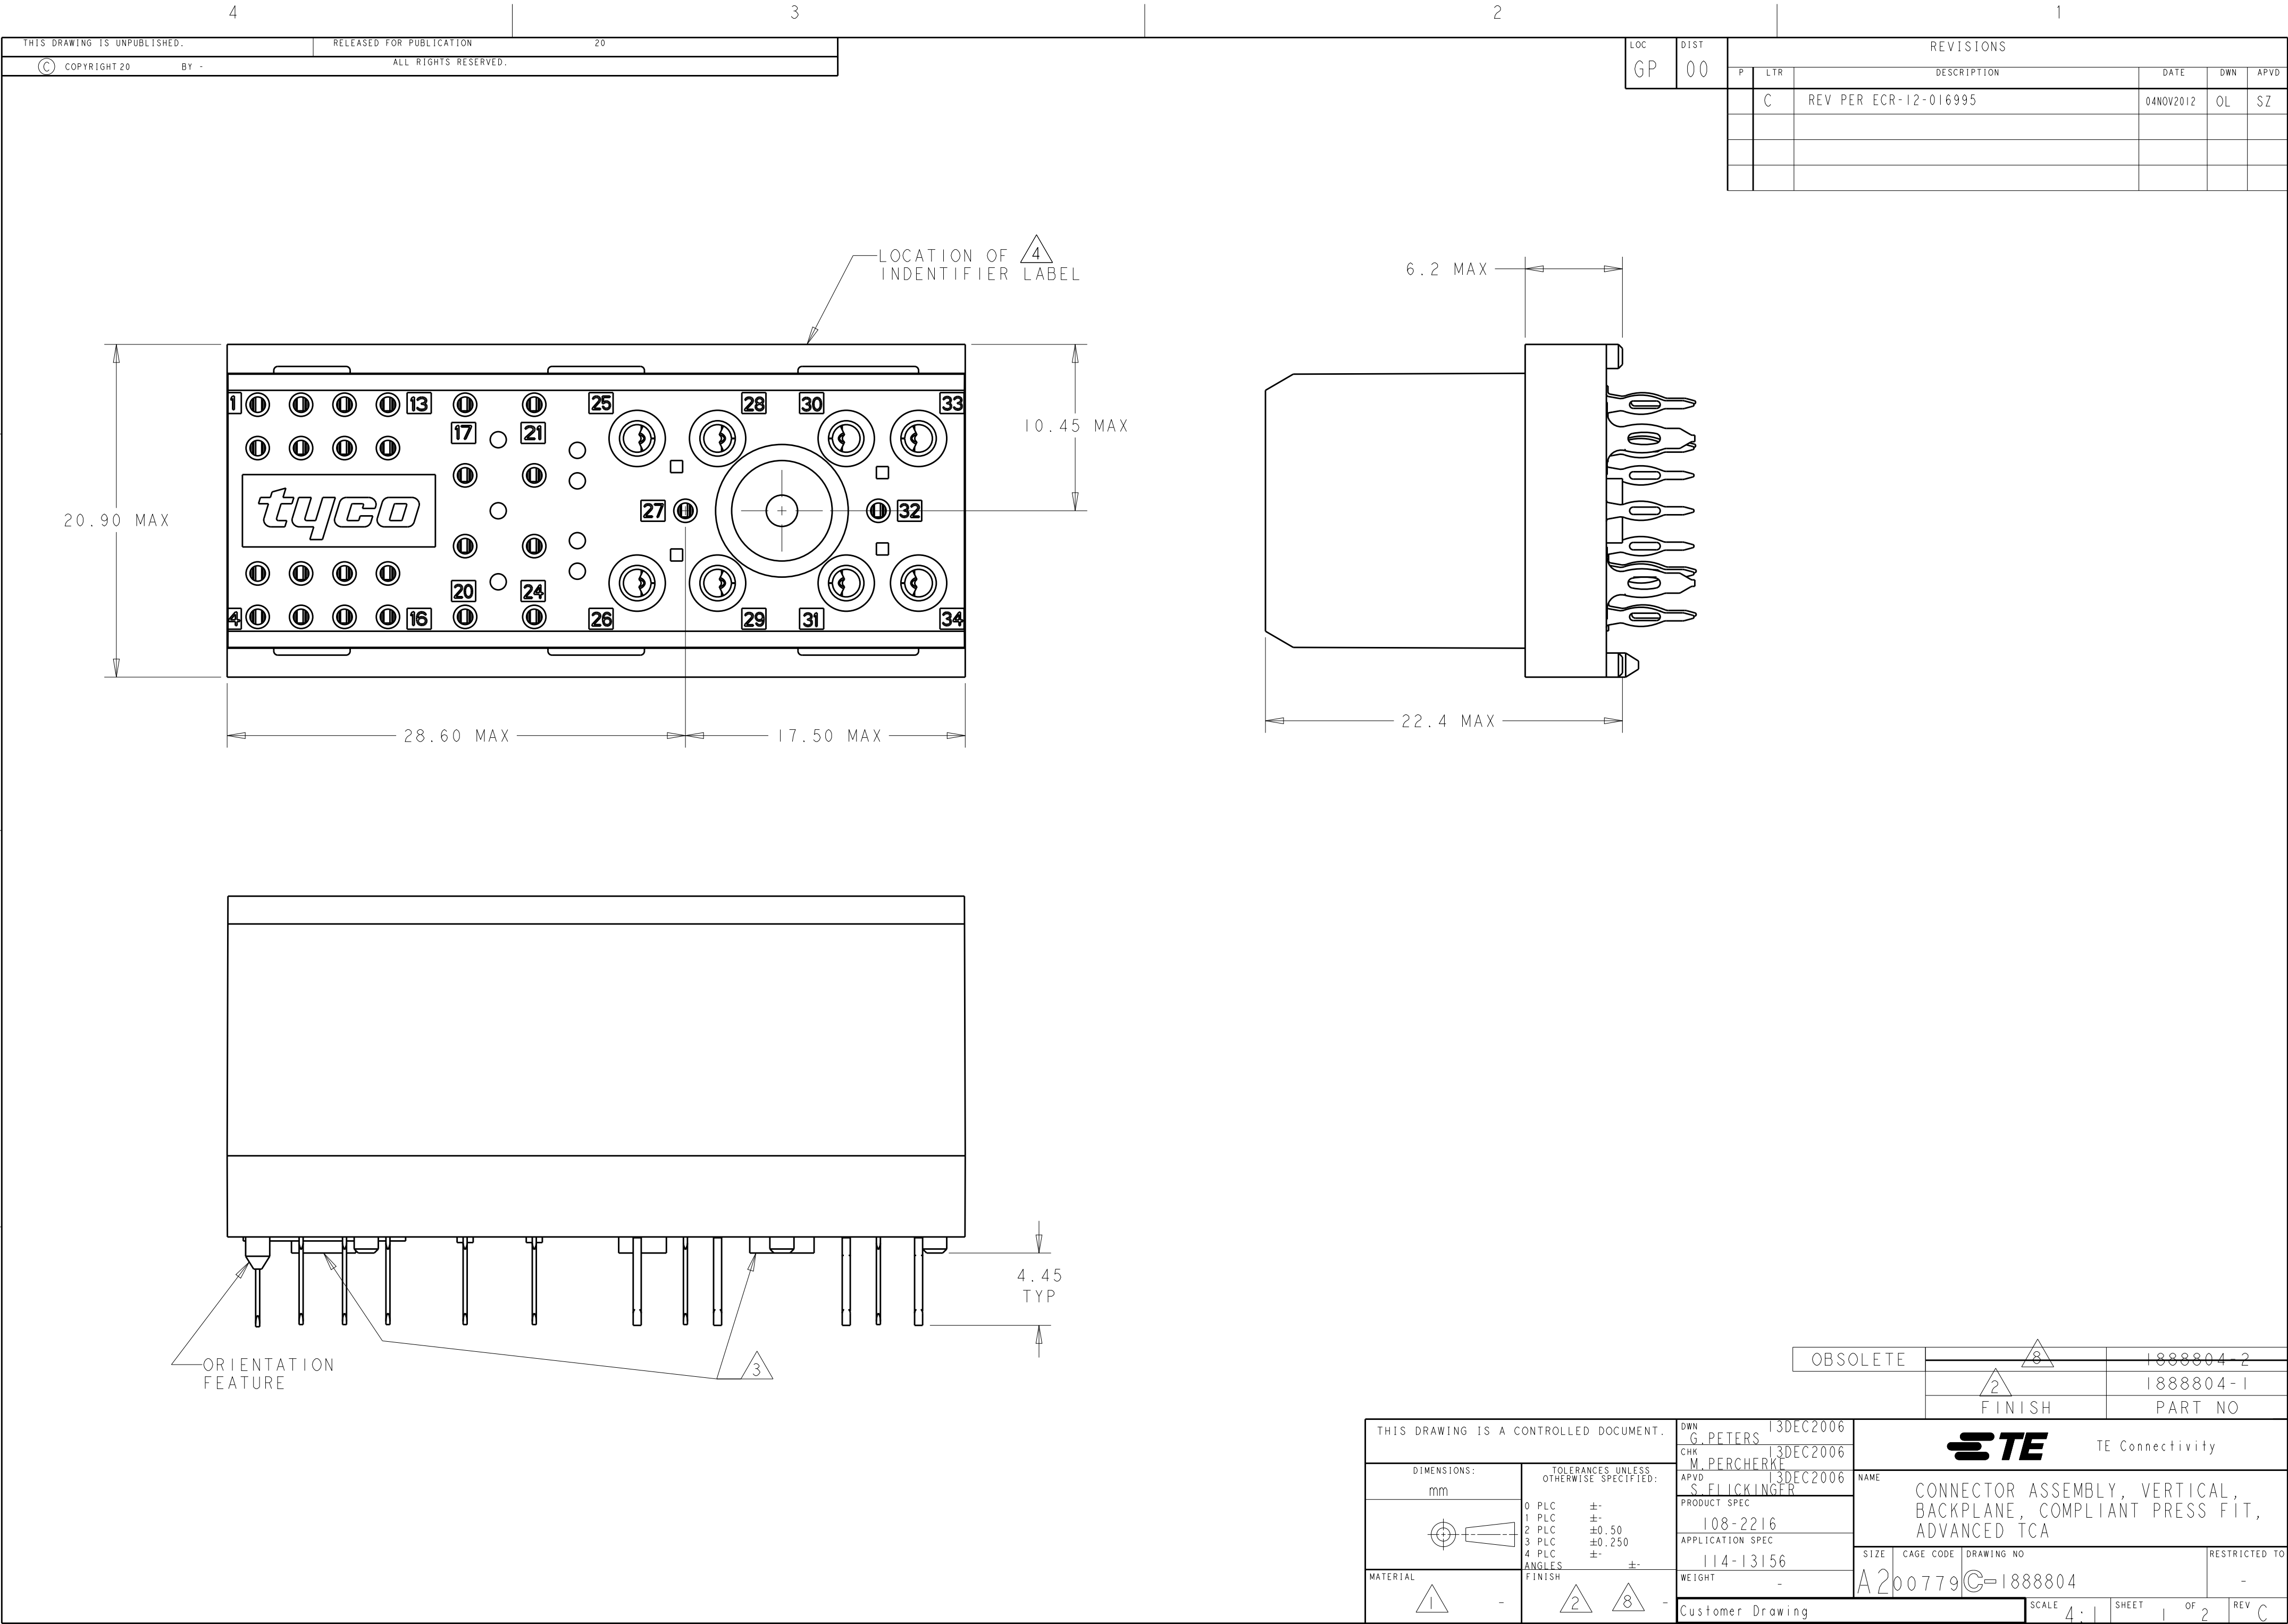 4 3 2 1
THIS DRAWING IS UNPUBLISHED. RELEASED FOR PUBLICATION 20
© COPYRIGHT 20 BY - ALL RIGHTS RESERVED.
LOC DIST REVISIONS
GP 00
P LTR DESCRIPTION DATE DWN APVD
C REV PER ECR-12-016995 04NOV2012 OL SZ
LOCATION OF 4
INDENTIFIER LABEL
6.2 MAX
1 13 25 28 30 33
17 21
10.45 MAX
tyco
27 32
20.90 MAX
20 24
4 16 26 29 31 34
28.60 MAX 17.50 MAX
22.4 MAX
4.45
TYP
ORIENTATION
FEATURE
3
OBSOLETE 8 1888804-2
2 1888804-1
FINISH PART NO
THIS DRAWING IS A CONTROLLED DOCUMENT.
DWN 13DEC2006
G.PETERS
CHK 13DEC2006
M.PERCHERKE
APVD 13DEC2006
S.FLICKINGER
DIMENSIONS:
mm
TOLERANCES UNLESS
OTHERWISE SPECIFIED:
0 PLC ±-
1 PLC ±-
2 PLC ±0.50
3 PLC ±0.250
4 PLC ±-
ANGLES ±-
MATERIAL
1 -
FINISH
2 8 -
PRODUCT SPEC
108-2216
APPLICATION SPEC
114-13156
WEIGHT
-
Customer Drawing
TE TE Connectivity
NAME
CONNECTOR ASSEMBLY, VERTICAL,
BACKPLANE, COMPLIANT PRESS FIT,
ADVANCED TCA
SIZE CAGE CODE DRAWING NO RESTRICTED TO
A2 00779 C-1888804 -
SCALE 4:1 SHEET 1 OF 2 REV C